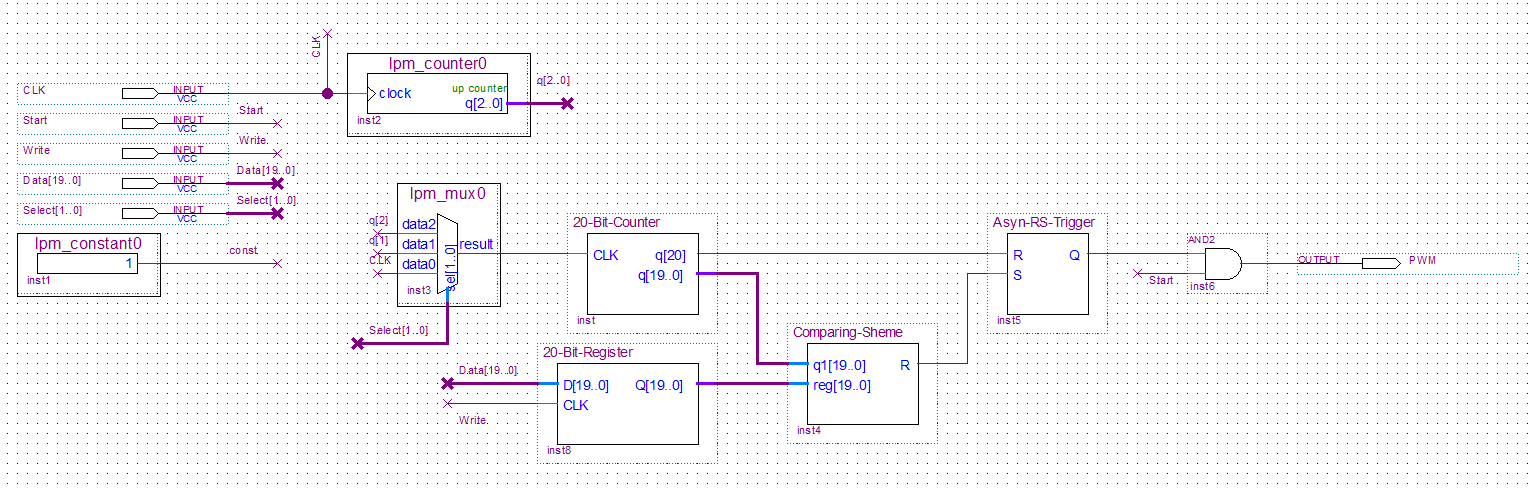 CLK
lpm_counter0
clock
up counter
q[2..0]
inst2
q[2..0]
CLK
INPUT
VCC
Start
INPUT
VCC
Start
Write
INPUT
VCC
Write
Data[19..0]
INPUT
VCC
Data[19..0]
Select[1..0]
INPUT
VCC
Select[1..0]
lpm_constant0
1
inst1
const
lpm_mux0
q[2]
data2
q[1]
data1
CLK
data0
sel[1..0]
result
inst3
Select[1..0]
20-Bit-Counter
CLK
q[20]
q[19..0]
inst
20-Bit-Register
Data[19..0]
D[19..0]
Q[19..0]
CLK
Write
inst8
Comparing-Sheme
q1[19..0]
R
reg[19..0]
inst4
Asyn-RS-Trigger
R
Q
S
inst5
AND2
Start
inst6
OUTPUT
PWM